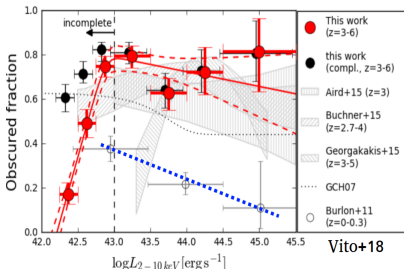 incomplete
Obscured fraction
1.0
0.8
0.6
0.4
0.2
0.0
42.0 42.5 43.0 43.5 44.0 44.5 45.0 45.5
logL2−10 keV [erg s−1]
This work
(z=3-6)
this work
(compl., z=3-6)
Aird+15 (z=3)
Buchner+15
(z=2.7-4)
Georgakakis+15
(z=3-5)
GCH07
Burlon+11
(z=0-0.3)
Vito+18